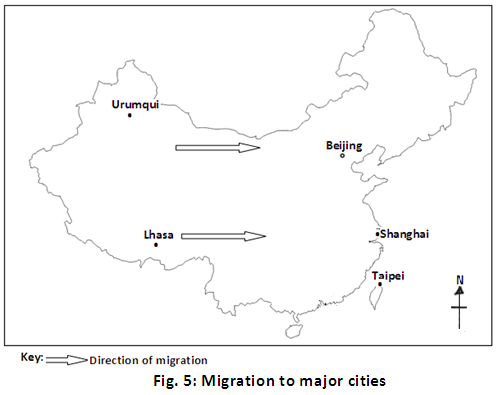 Urumqui
Beijing
Lhasa
Shanghai
Taipei
N
Key: Direction of migration
Fig. 5: Migration to major cities